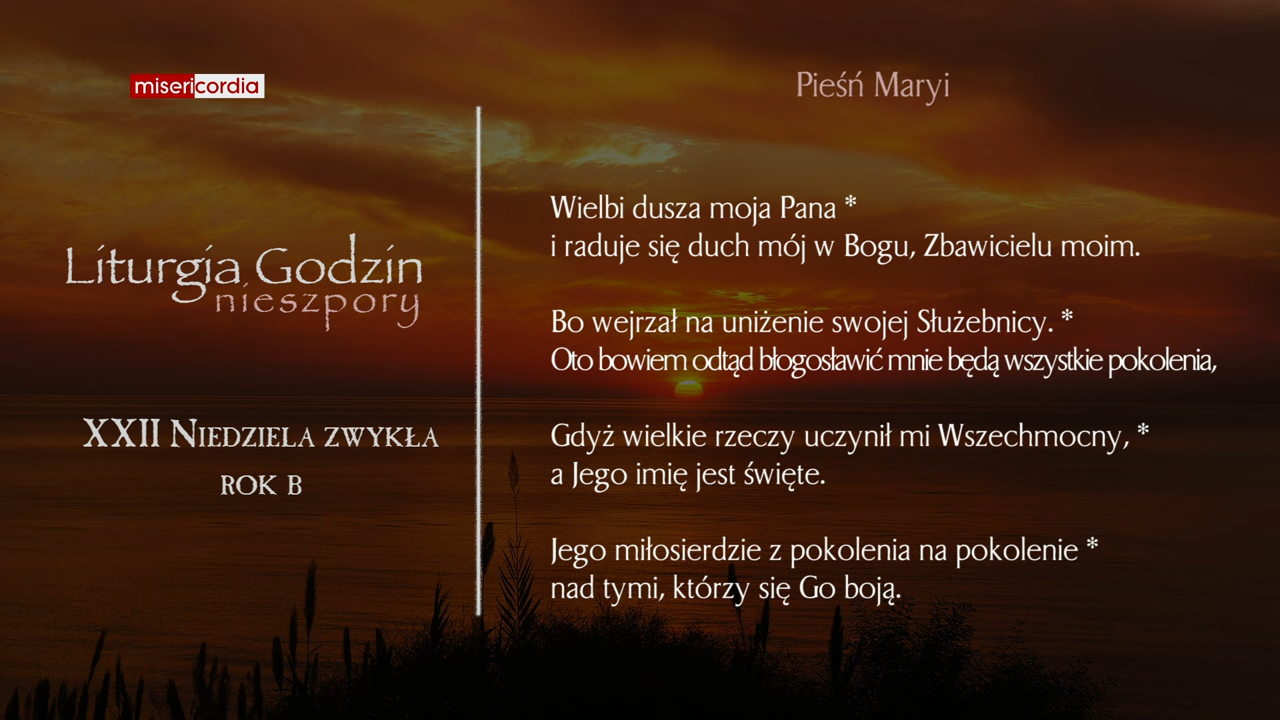 misericordia
Liturgia Godzin
nieszpory
XXII Niedziela zwykła
rok B
Pieśń Maryi
Wielbi dusza moja Pana *
i raduje się duch mój w Bogu, Zbawicielu moim.
Bo wejrzał na uniżenie swojej Służebnicy. *
Oto bowiem odtąd błogosławić mnie będą wszystkie pokolenia,
Gdyż wielkie rzeczy uczynił mi Wszechmocny, *
a Jego imię jest święte.
Jego miłosierdzie z pokolenia na pokolenie *
nad tymi, którzy się Go boją.